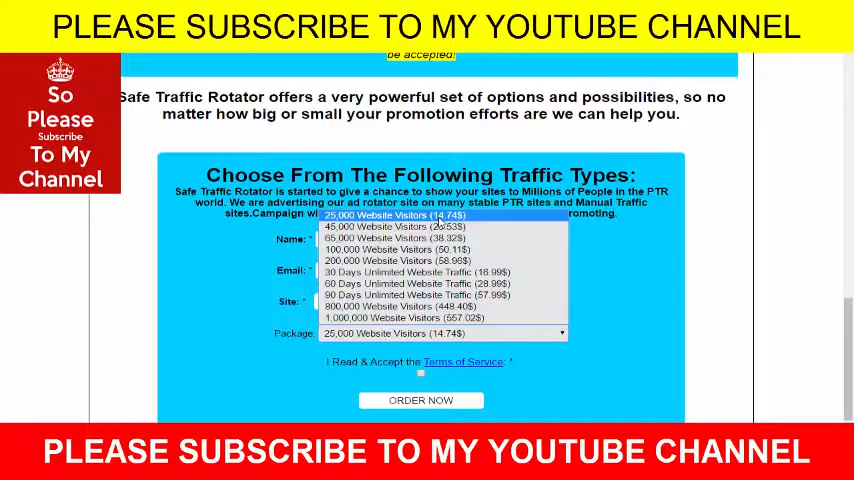 PLEASE SUBSCRIBE TO MY YOUTUBE CHANNEL
be accepted!
So
Please
Subscribe
To My
Channel
Safe Traffic Rotator offers a very powerful set of options and possibilities, so no
matter how big or small your promotion efforts are we can help you.
Choose From The Following Traffic Types:
Safe Traffic Rotator is started to give a chance to show your sites to Millions of People in the PTR
world. We are advertising our ad rotator site on many stable PTR sites and Manual Traffic
sites.Campaign wi
promoting.
25,000 Website Visitors (14.74$)
45,000 Website Visitors
65,000 Website Visitors (38.32$)
100,000 Website Visitors (50.11$)
200,000 Website Visitors (58.96$)
30 Days Unlimited Website Traffic (16.99$)
60 Days Unlimited Website Traffic (28.99$)
90 Days Unlimited Website Traffic (57.99$)
800,000 Website Visitors (448.40$)
1,000,000 Website Visitors (557.02$)
Name: *
Email: *
Site: *
Package: 25,000 Website Visitors (14.74$)
I Read & Accept the Terms of Service: *
ORDER NOW
PLEASE SUBSCRIBE TO MY YOUTUBE CHANNEL